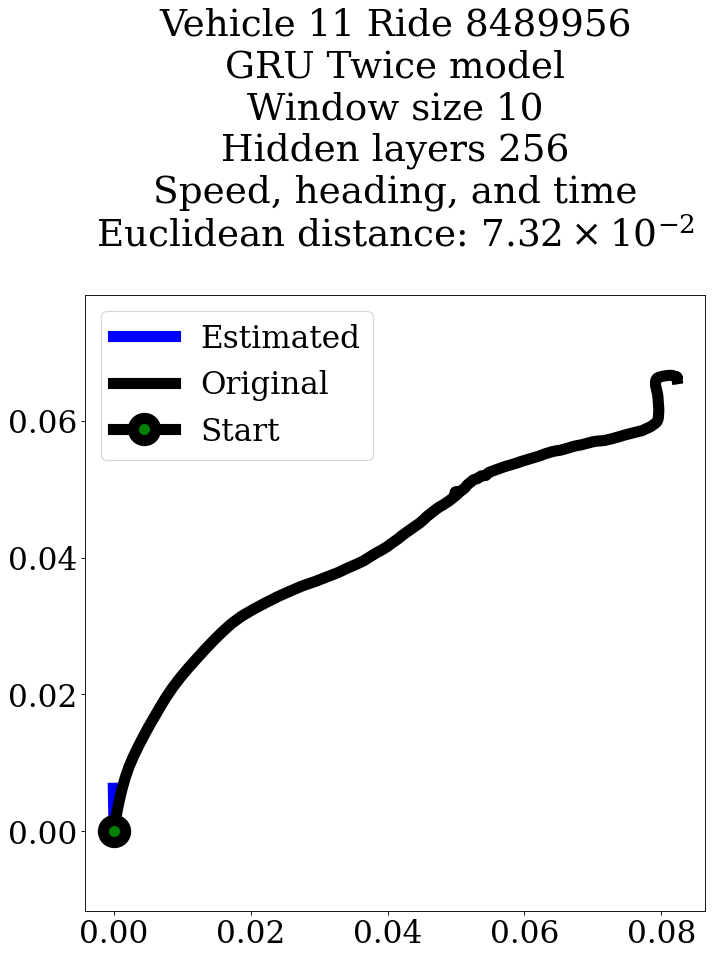 Vehicle 11 Ride 8489956
GRU Twice model
Window size 10
Hidden layers 256
Speed, heading, and time
Euclidean distance: 7.32 × 10⁻²
Estimated
Original
Start
0.06
0.04
0.02
0.00
0.00 0.02 0.04 0.06 0.08